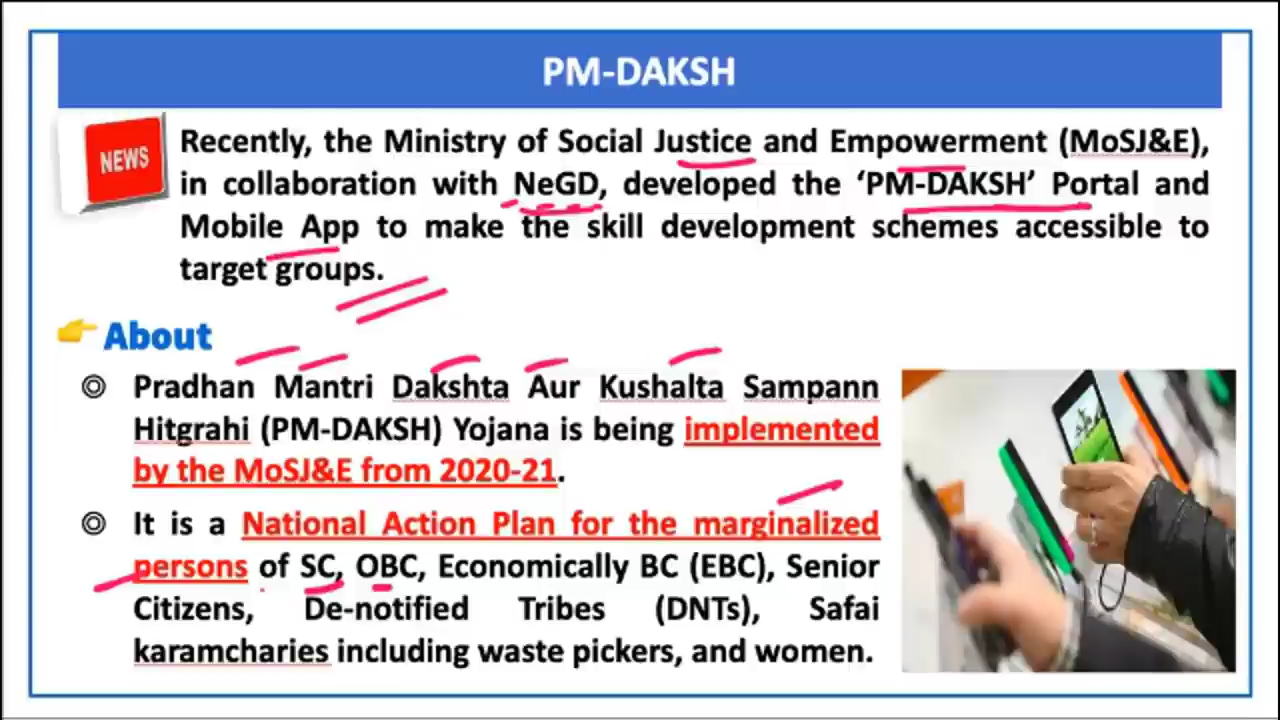 PM-DAKSH
NEWS
Recently, the Ministry of Social Justice and Empowerment (MoSJ&E),
in collaboration with NeGD, developed the ‘PM-DAKSH’ Portal and
Mobile App to make the skill development schemes accessible to
target groups.
About
Pradhan Mantri Dakshta Aur Kushalta Sampann
Hitgrahi (PM-DAKSH) Yojana is being implemented
by the MoSJ&E from 2020-21.
It is a National Action Plan for the marginalized
persons of SC, OBC, Economically BC (EBC), Senior
Citizens, De-notified Tribes (DNTs), Safai
karamcharies including waste pickers, and women.